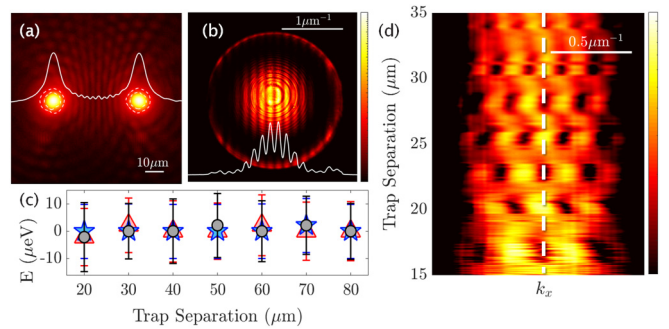 (a)
10μm
(b)
1μm⁻¹
(c)
E (μeV)
10
0
-10
20 30 40 50 60 70 80
Trap Separation (μm)
(d)
Trap Separation (μm)
35
30
25
20
15
0.5μm⁻¹
kₓ